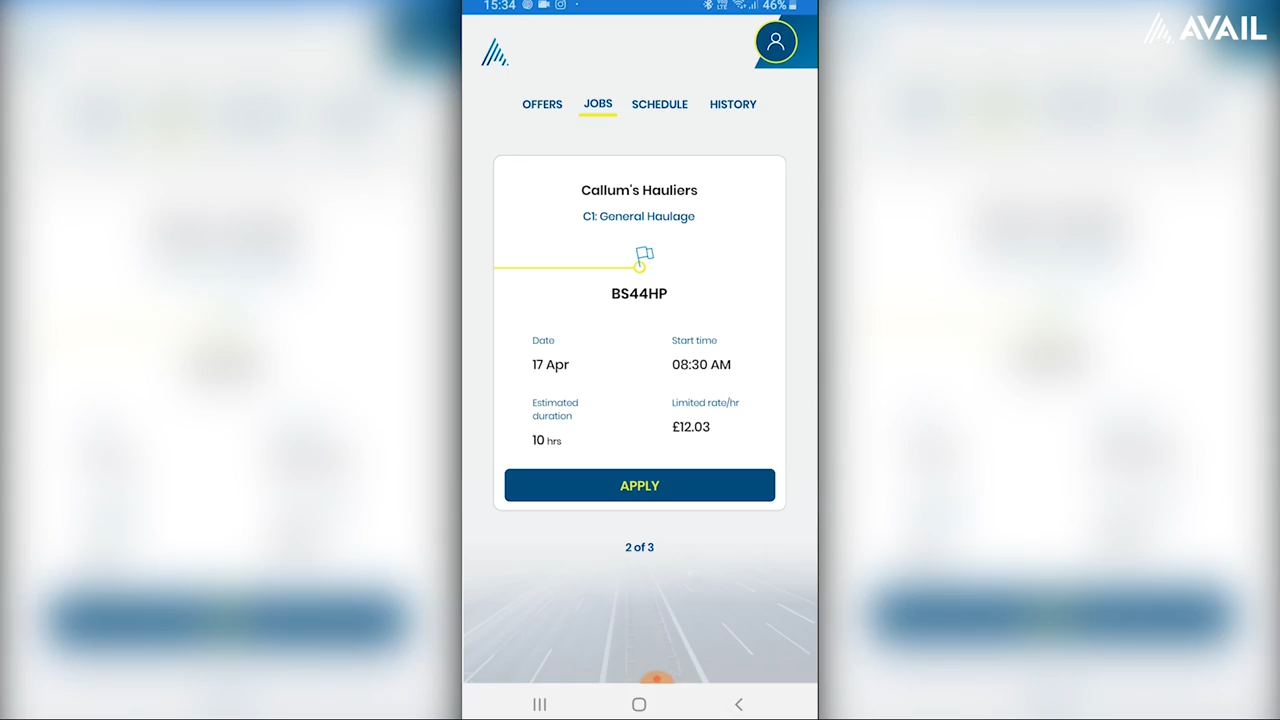 15:34
46%
AVAIL
OFFERS JOBS SCHEDULE HISTORY
Callum's Hauliers
C1: General Haulage
BS44HP
Date
17 Apr
Start time
08:30 AM
Estimated
duration
10 hrs
Limited rate/hr
£12.03
APPLY
2 of 3